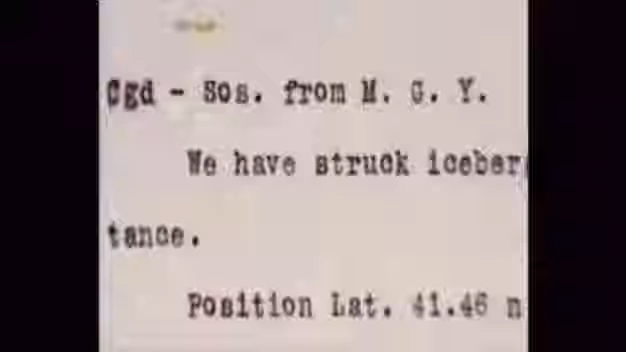 Cgd - Sos. from M. G. Y.
We have struck iceber
tance.
Position Lat. 41.46 n